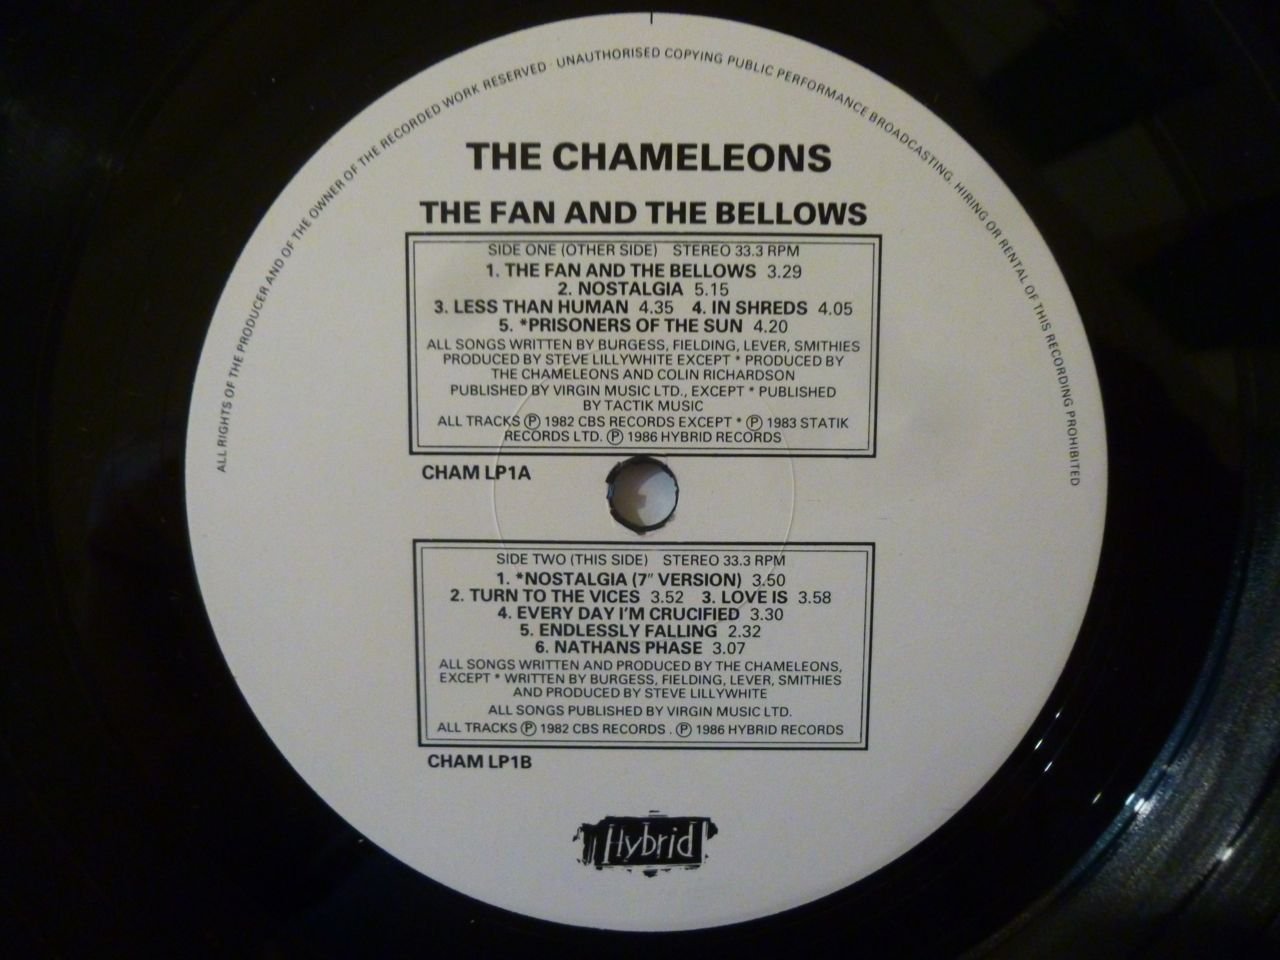 ALL RIGHTS OF THE PRODUCER AND OF THE OWNER OF THE RECORDED WORK RESERVED · UNAUTHORISED COPYING PUBLIC PERFORMANCE BROADCASTING. HIRING OR RENTAL OF THIS RECORDING PROHIBITED
THE CHAMELEONS
THE FAN AND THE BELLOWS
SIDE ONE (OTHER SIDE) STEREO 33.3 RPM
1. THE FAN AND THE BELLOWS 3.29
2. NOSTALGIA 5.15
3. LESS THAN HUMAN 4.35 4. IN SHREDS 4.05
5. *PRISONERS OF THE SUN 4.20
ALL SONGS WRITTEN BY BURGESS, FIELDING, LEVER, SMITHIES
PRODUCED BY STEVE LILLYWHITE EXCEPT * PRODUCED BY
THE CHAMELEONS AND COLIN RICHARDSON
PUBLISHED BY VIRGIN MUSIC LTD., EXCEPT * PUBLISHED
BY TACTIK MUSIC
ALL TRACKS ℗ 1982 CBS RECORDS EXCEPT * ℗ 1983 STATIK
RECORDS LTD. ℗ 1986 HYBRID RECORDS
CHAM LP1A
SIDE TWO (THIS SIDE) STEREO 33.3 RPM
1. *NOSTALGIA (7" VERSION) 3.50
2. TURN TO THE VICES 3.52 3. LOVE IS 3.58
4. EVERY DAY I'M CRUCIFIED 3.30
5. ENDLESSLY FALLING 2.32
6. NATHANS PHASE 3.07
ALL SONGS WRITTEN AND PRODUCED BY THE CHAMELEONS,
EXCEPT * WRITTEN BY BURGESS, FIELDING, LEVER, SMITHIES
AND PRODUCED BY STEVE LILLYWHITE
ALL SONGS PUBLISHED BY VIRGIN MUSIC LTD.
ALL TRACKS ℗ 1982 CBS RECORDS . ℗ 1986 HYBRID RECORDS
CHAM LP1B
Hybrid